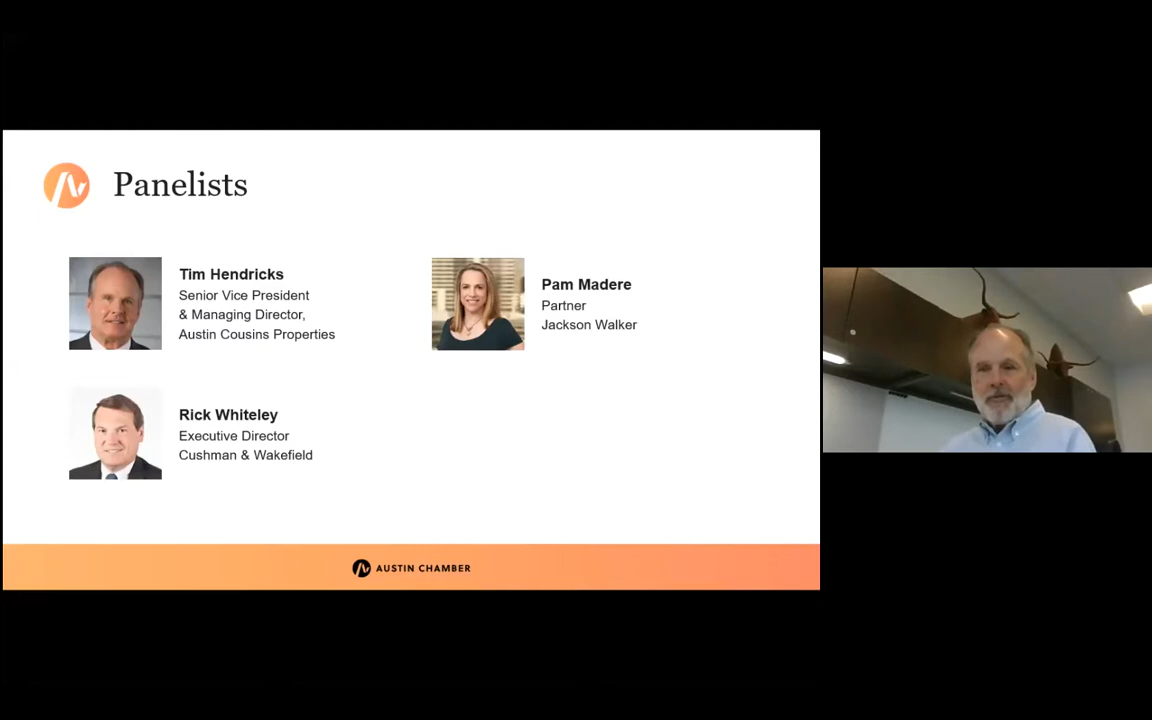 Panelists
Tim Hendricks
Senior Vice President
& Managing Director,
Austin Cousins Properties
Pam Madere
Partner
Jackson Walker
Rick Whiteley
Executive Director
Cushman & Wakefield
AUSTIN CHAMBER